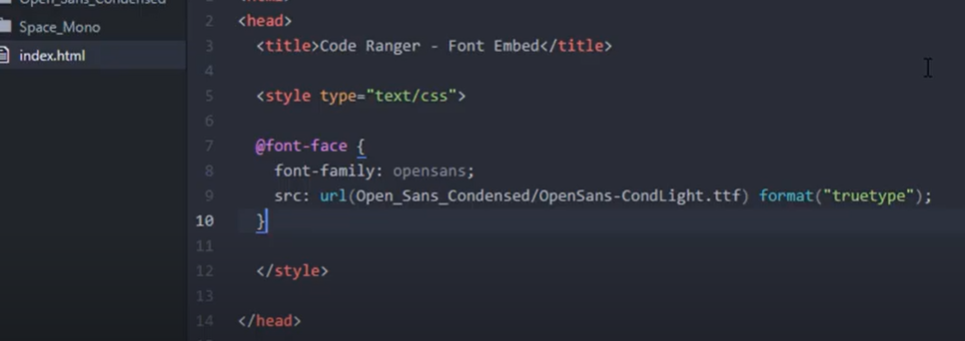 Open_Sans_Condensed
Space_Mono
index.html
2 <head>
3 <title>Code Ranger - Font Embed</title>
4
5 <style type="text/css">
6
7 @font-face {
8 font-family: opensans;
9 src: url(Open_Sans_Condensed/OpenSans-CondLight.ttf) format("truetype");
10 }
11
12 </style>
13
14 </head>